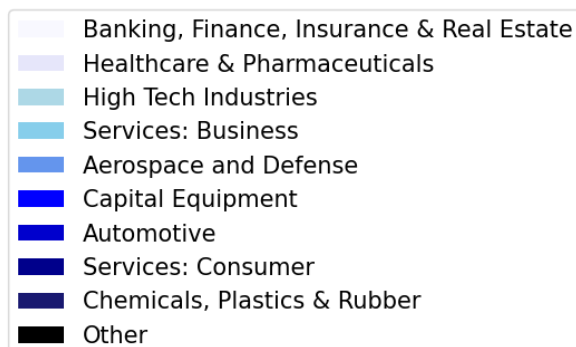 Banking, Finance, Insurance & Real Estate
Healthcare & Pharmaceuticals
High Tech Industries
Services: Business
Aerospace and Defense
Capital Equipment
Automotive
Services: Consumer
Chemicals, Plastics & Rubber
Other